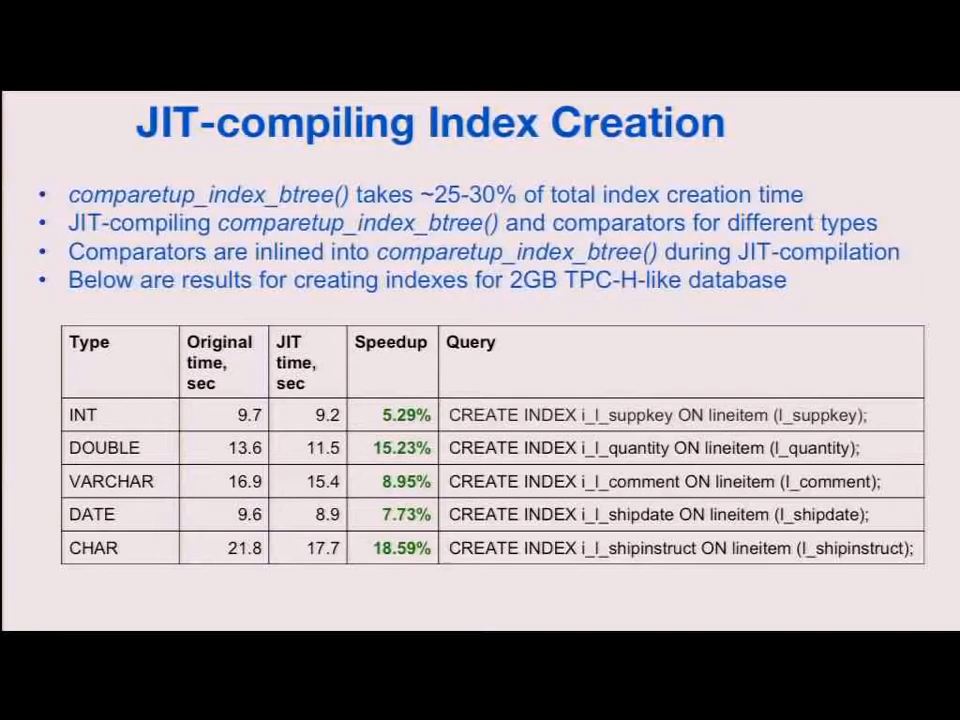 JIT-compiling Index Creation
• comparetup_index_btree() takes ~25-30% of total index creation time
• JIT-compiling comparetup_index_btree() and comparators for different types
• Comparators are inlined into comparetup_index_btree() during JIT-compilation
• Below are results for creating indexes for 2GB TPC-H-like database
Type Original time, sec JIT time, sec Speedup Query
INT 9.7 9.2 5.29% CREATE INDEX i_l_suppkey ON lineitem (l_suppkey);
DOUBLE 13.6 11.5 15.23% CREATE INDEX i_l_quantity ON lineitem (l_quantity);
VARCHAR 16.9 15.4 8.95% CREATE INDEX i_l_comment ON lineitem (l_comment);
DATE 9.6 8.9 7.73% CREATE INDEX i_l_shipdate ON lineitem (l_shipdate);
CHAR 21.8 17.7 18.59% CREATE INDEX i_l_shipinstruct ON lineitem (l_shipinstruct);